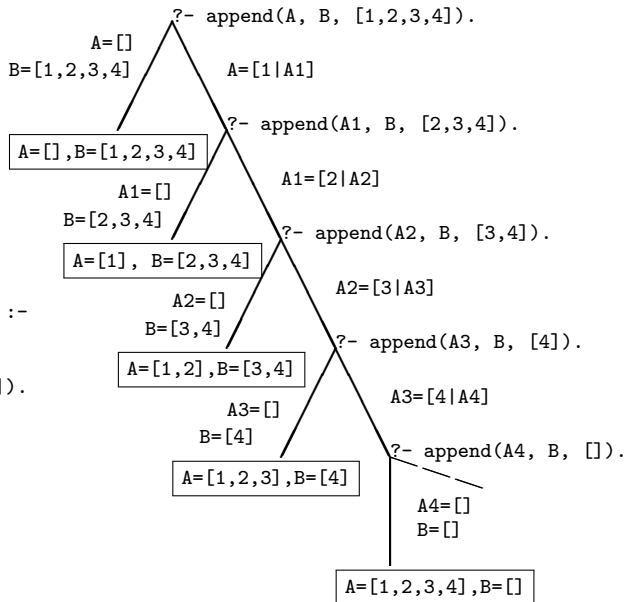 ?- append(A, B, [1,2,3,4]).
A=[]
B=[1,2,3,4]
A=[1|A1]
?- append(A1, B, [2,3,4]).
A=[],B=[1,2,3,4]
A1=[]
B=[2,3,4]
A1=[2|A2]
?- append(A2, B, [3,4]).
A=[1], B=[2,3,4]
A2=[]
B=[3,4]
A2=[3|A3]
:-
?- append(A3, B, [4]).
A=[1,2],B=[3,4]
]).
A3=[]
B=[4]
A3=[4|A4]
?- append(A4, B, []).
A=[1,2,3],B=[4]
A4=[]
B=[]
A=[1,2,3,4],B=[]